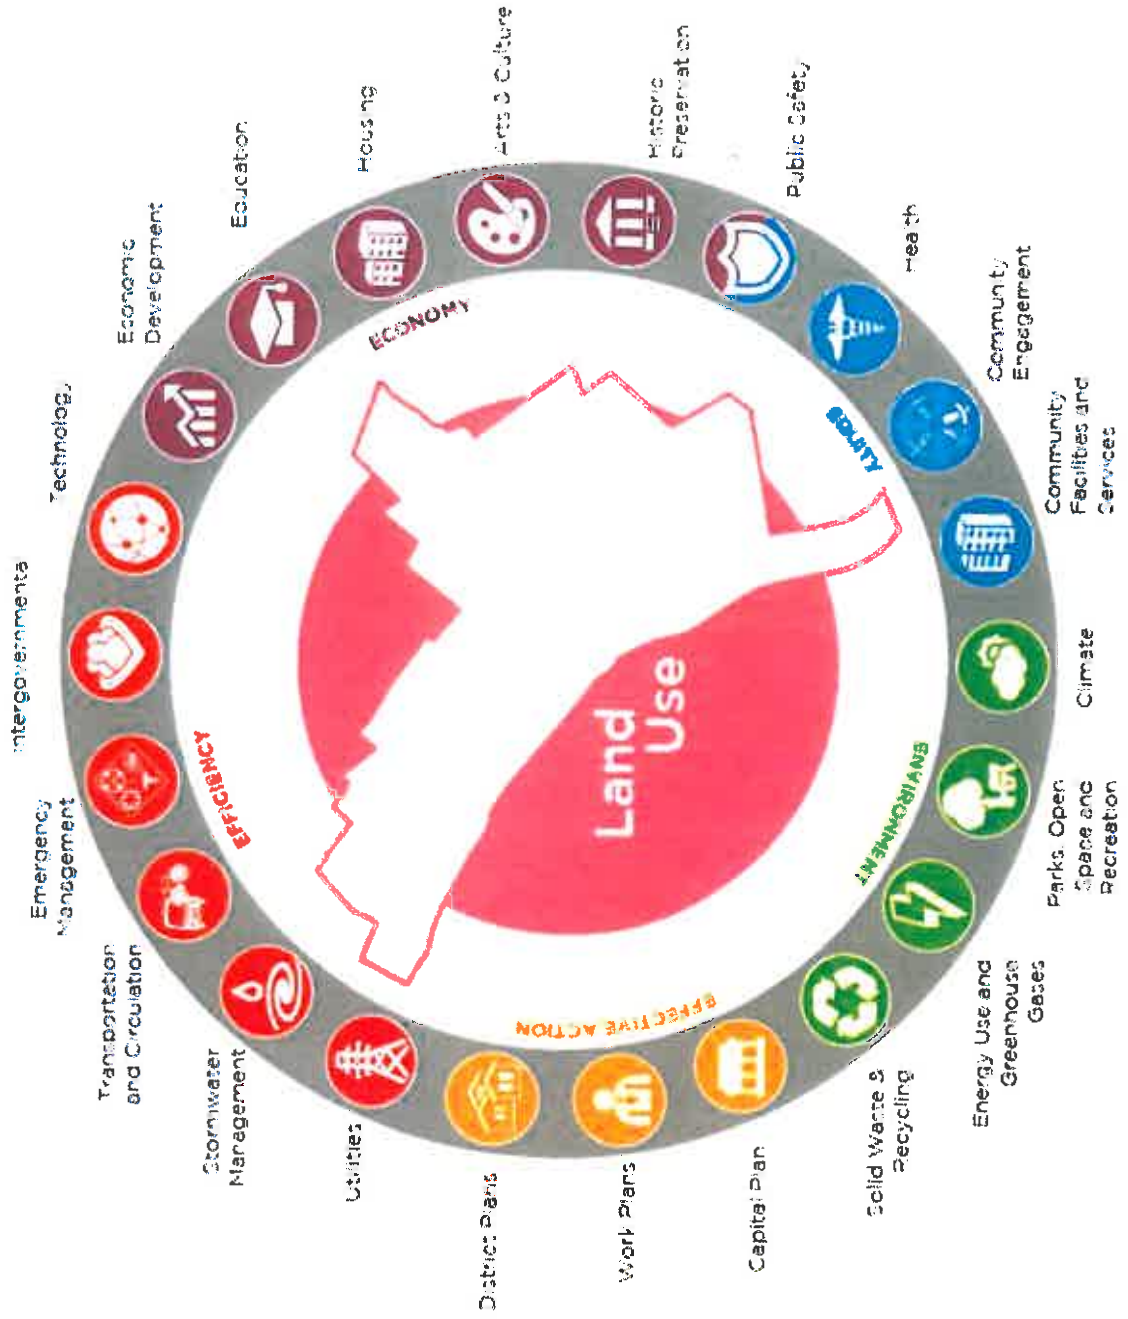 Land
Use
ECONOMY
EQUITY
ENVIRONMENT
EFFECTIVE ACTION
EFFICIENCY
Technology
Economic
Development
Education
Housing
Arts & Culture
Historic
Preservation
Public Safety
Health
Community
Engagement
Community
Facilities and
Services
Climate
Parks, Open
Space and
Recreation
Energy Use and
Greenhouse
Gases
Solid Waste &
Recycling
Capital Plan
Work Plans
District Plans
Utilities
Stormwater
Management
Transportation
and Circulation
Emergency
Management
Intergovernmental